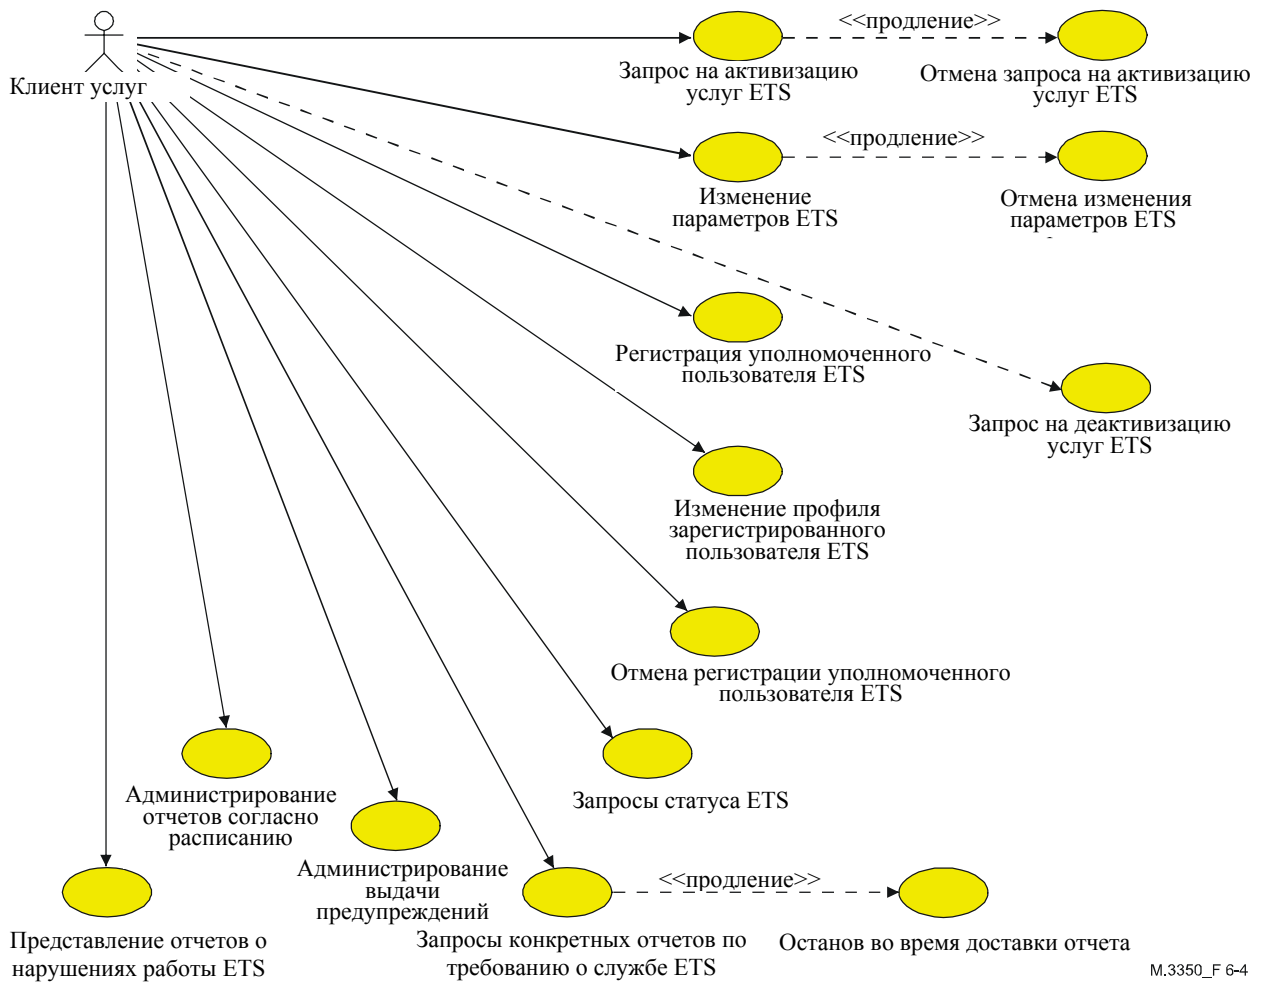 Клиент услуг
<<продление>>
Запрос на активизацию
услуг ETS
Отмена запроса на активизацию
услуг ETS
<<продление>>
Изменение
параметров ETS
Отмена изменения
параметров ETS
Регистрация уполномоченного
пользователя ETS
Запрос на деактивизацию
услуг ETS
Изменение профиля
зарегистрированного
пользователя ETS
Отмена регистрации уполномоченного
пользователя ETS
Запросы статуса ETS
Администрирование
отчетов согласно
расписанию
Администрирование
выдачи
предупреждений
<<продление>>
Представление отчетов о
нарушениях работы ETS
Запросы конкретных отчетов по
требованию о службе ETS
Останов во время доставки отчета
M.3350_F 6-4